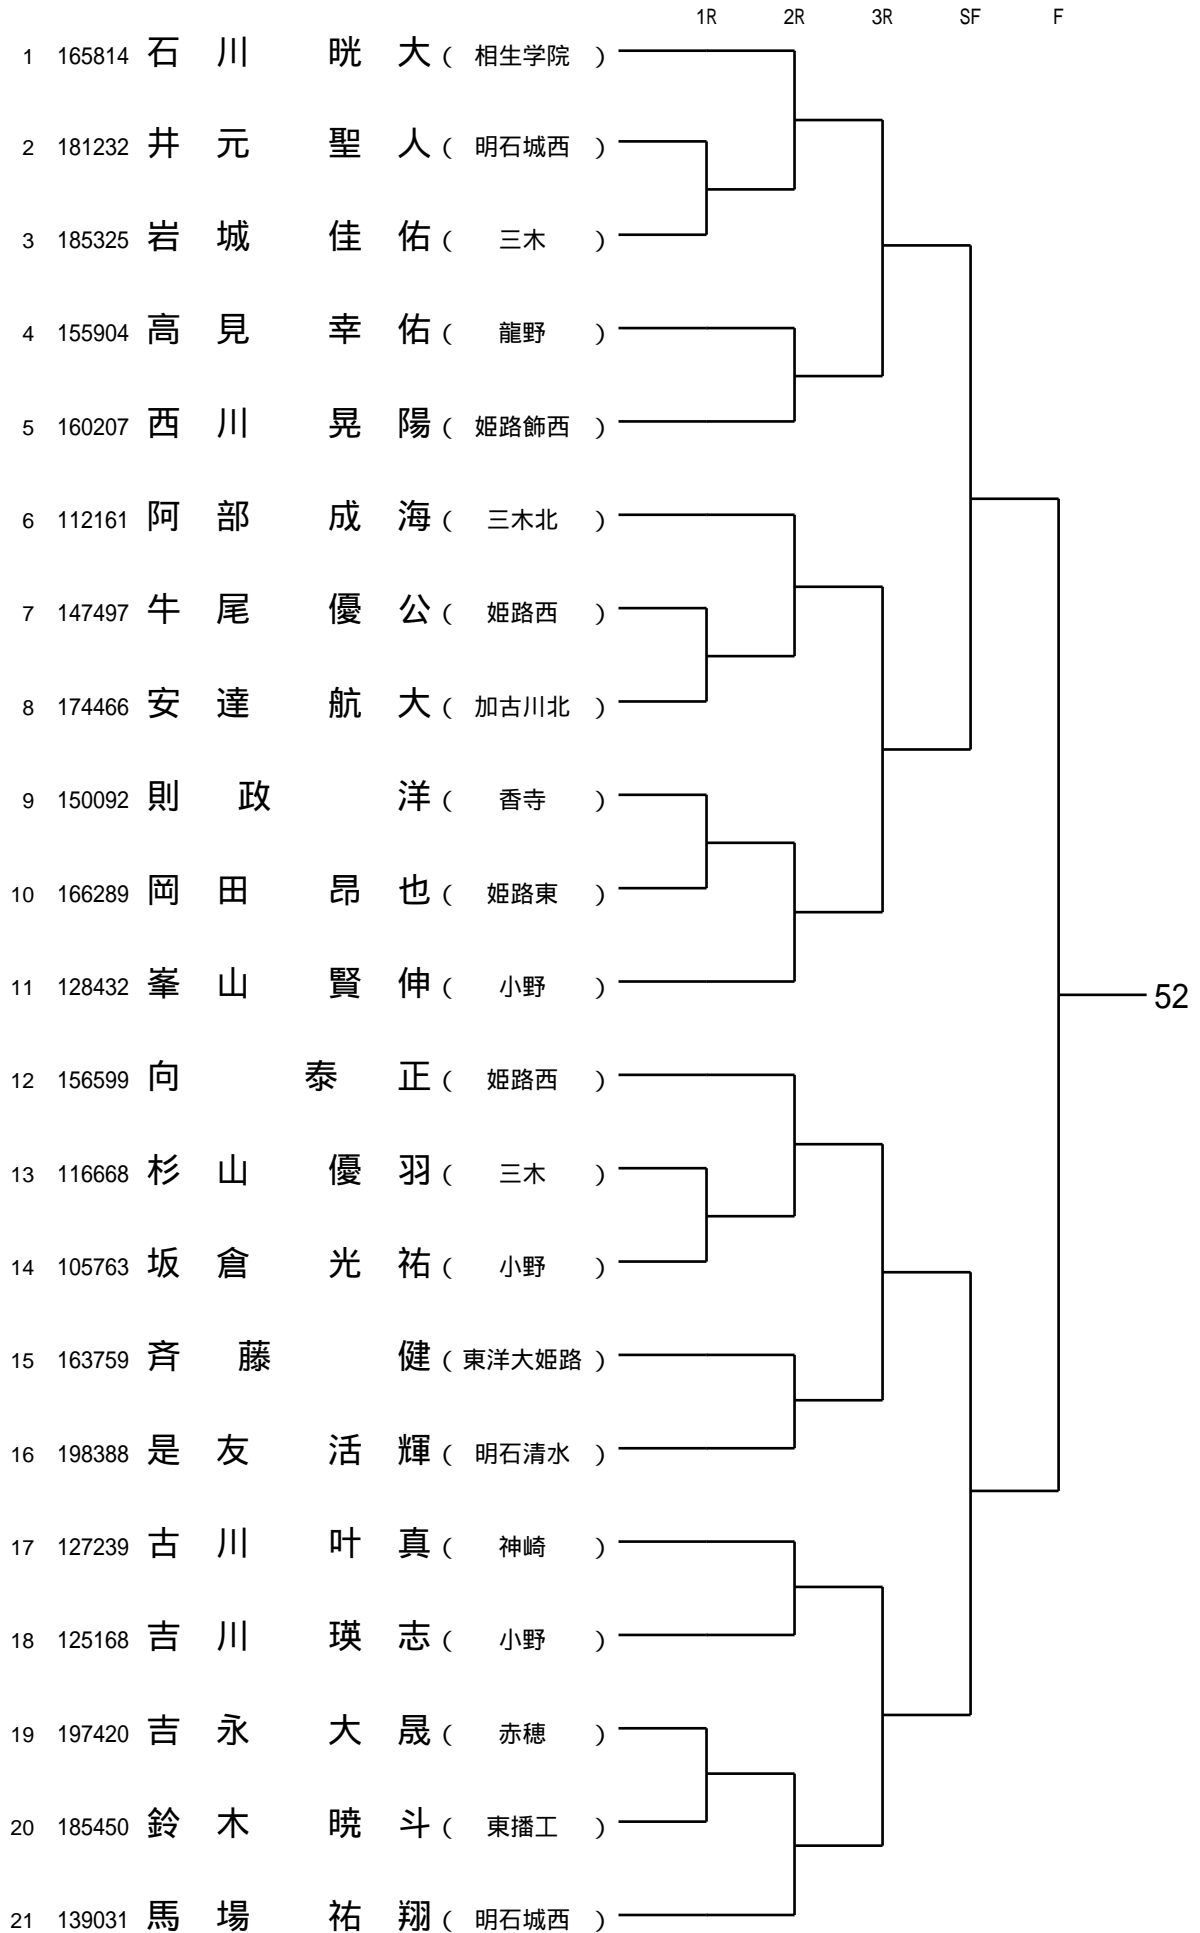 1R 2R 3R SF F
1 165814 石川 晄大 ( 相生学院 )
2 181232 井元 聖人 ( 明石城西 )
3 185325 岩城 佳佑 ( 三木 )
4 155904 高見 幸佑 ( 龍野 )
5 160207 西川 晃陽 ( 姫路飾西 )
6 112161 阿部 成海 ( 三木北 )
7 147497 牛尾 優公 ( 姫路西 )
8 174466 安達 航大 ( 加古川北 )
9 150092 則政 洋 ( 香寺 )
10 166289 岡田 昂也 ( 姫路東 )
11 128432 峯山 賢伸 ( 小野 )
52
12 156599 向 泰正 ( 姫路西 )
13 116668 杉山 優羽 ( 三木 )
14 105763 坂倉 光祐 ( 小野 )
15 163759 斉藤 健 ( 東洋大姫路 )
16 198388 是友 活輝 ( 明石清水 )
17 127239 古川 叶真 ( 神崎 )
18 125168 吉川 瑛志 ( 小野 )
19 197420 吉永 大晟 ( 赤穂 )
20 185450 鈴木 暁斗 ( 東播工 )
21 139031 馬場 祐翔 ( 明石城西 )